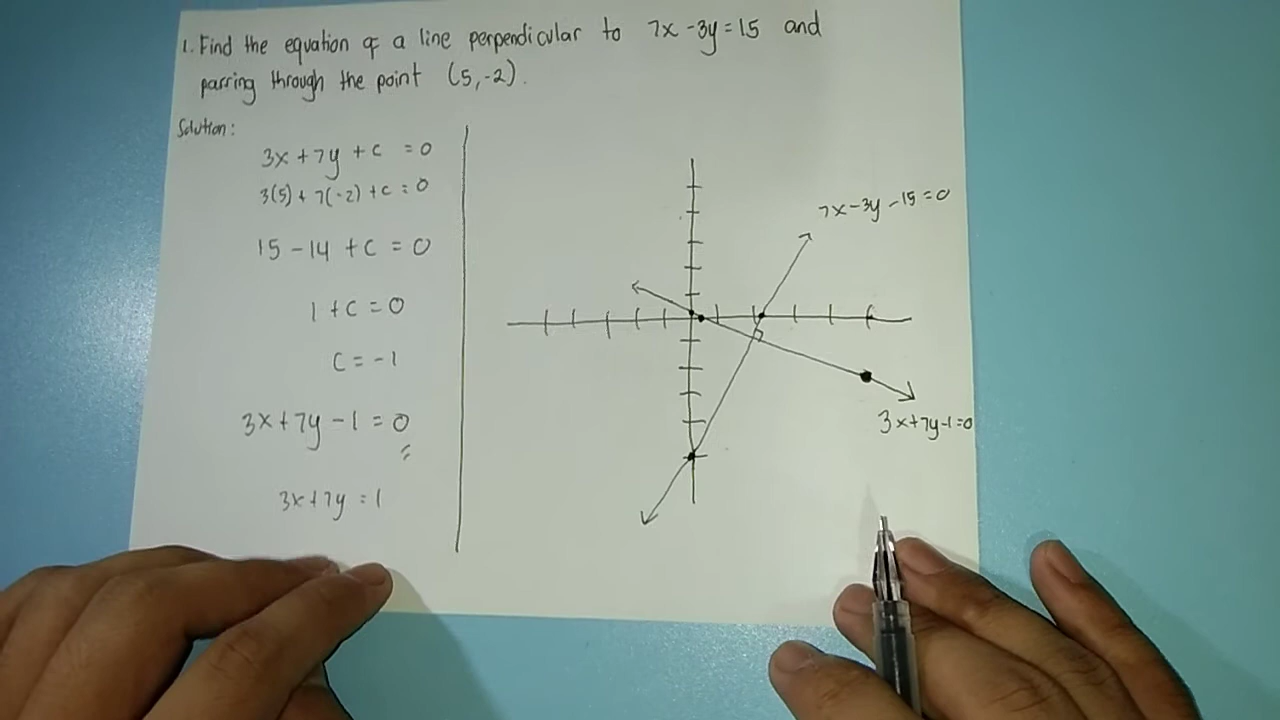 1. Find the equation of a line perpendicular to 7x - 3y = 15 and
passing through the point (5, -2).
Solution:
3x + 7y + c = 0
3(5) + 7(-2) + c = 0
15 - 14 + c = 0
1 + c = 0
c = -1
3x + 7y - 1 = 0
3x + 7y = 1
7x - 3y - 15 = 0
3x + 7y - 1 = 0